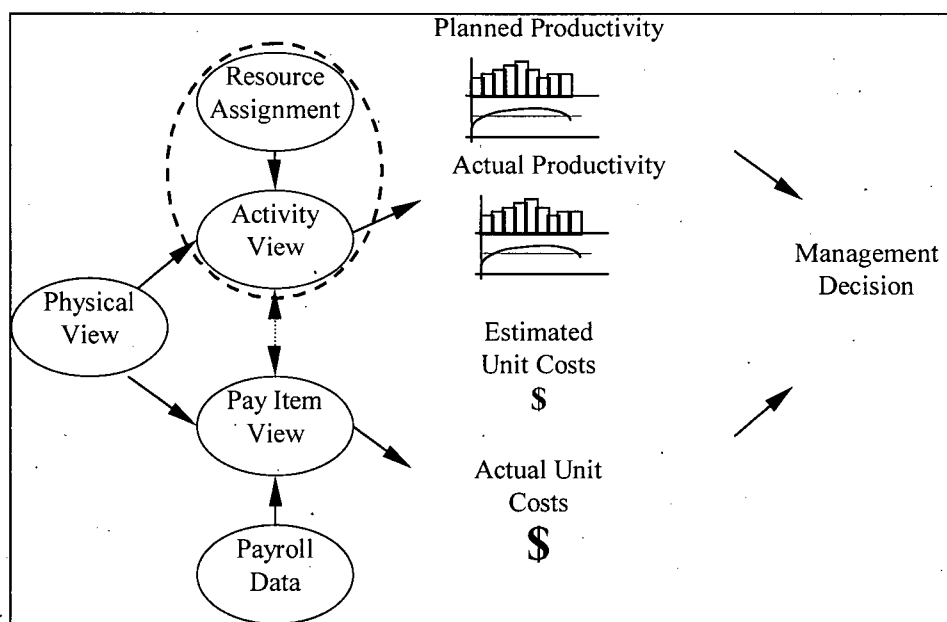 Planned Productivity
Resource
Assignment
Actual Productivity
Activity
View
Management
Decision
Physical
View
Estimated
Unit Costs
$
Pay Item
View
Actual Unit
Costs
$
Payroll
Data